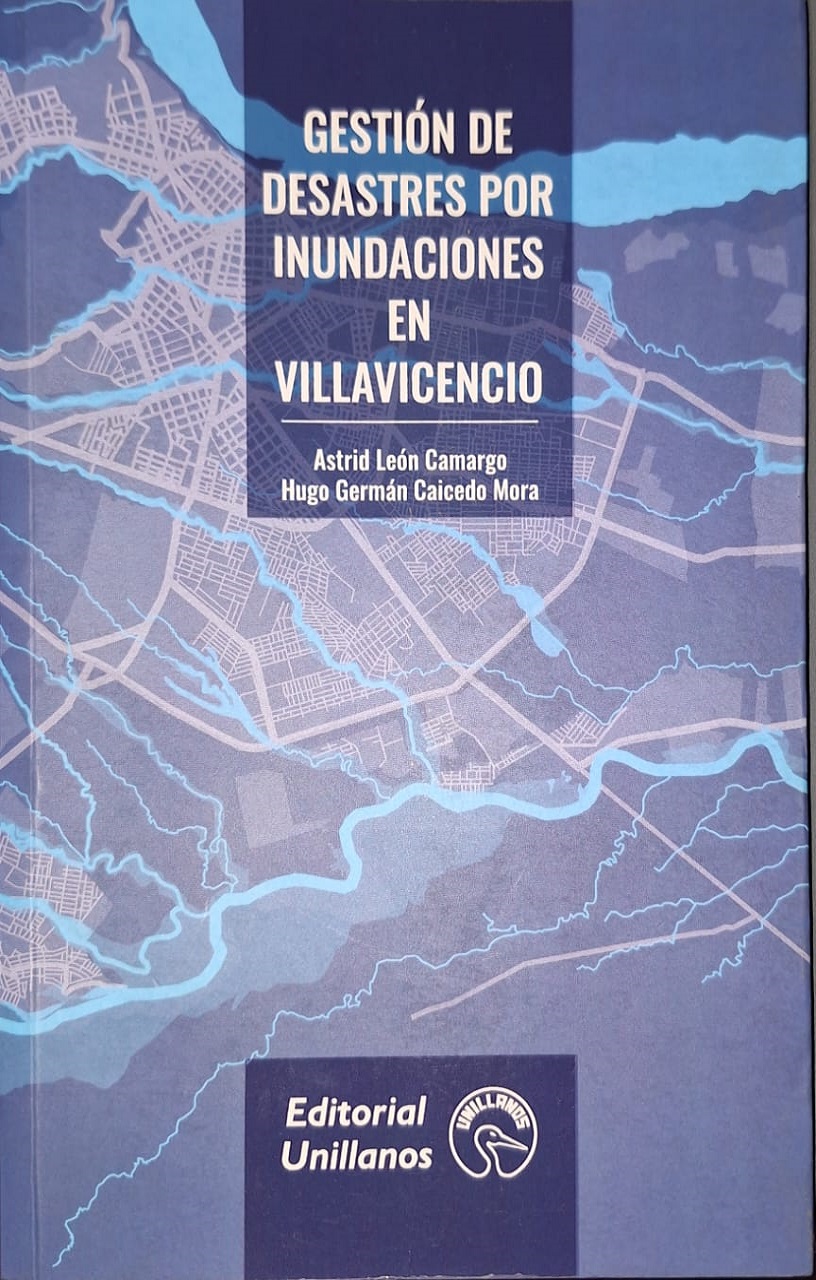 GESTIÓN DE
DESASTRES POR
INUNDACIONES
EN
VILLAVICENCIO
Astrid León Camargo
Hugo Germán Caicedo Mora
Editorial
Unillanos
UNILLANOS